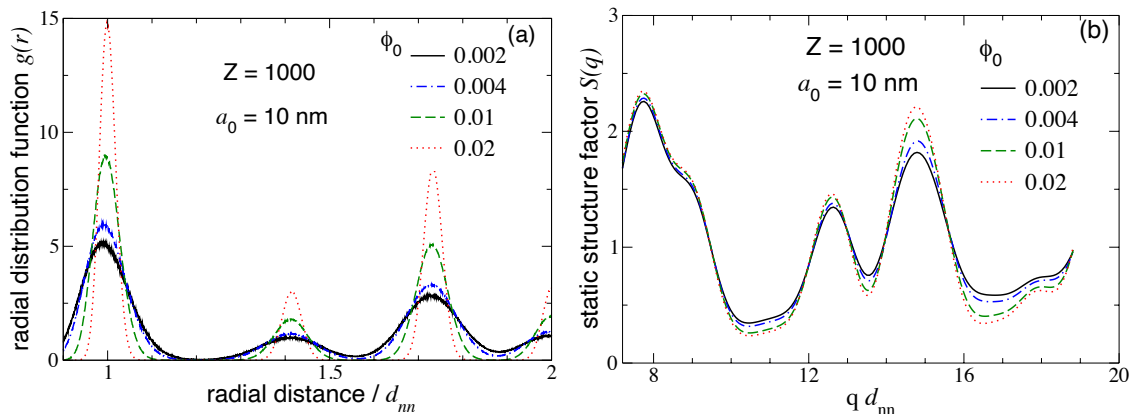 (a)
radial distribution function g(r)
15
10
5
0
Z = 1000
a₀ = 10 nm
ϕ₀
0.002
0.004
0.01
0.02
1
1.5
2
radial distance / dₙₙ
(b)
static structure factor S(q)
3
2
1
0
Z = 1000
a₀ = 10 nm
ϕ₀
0.002
0.004
0.01
0.02
8
12
16
20
q dₙₙ